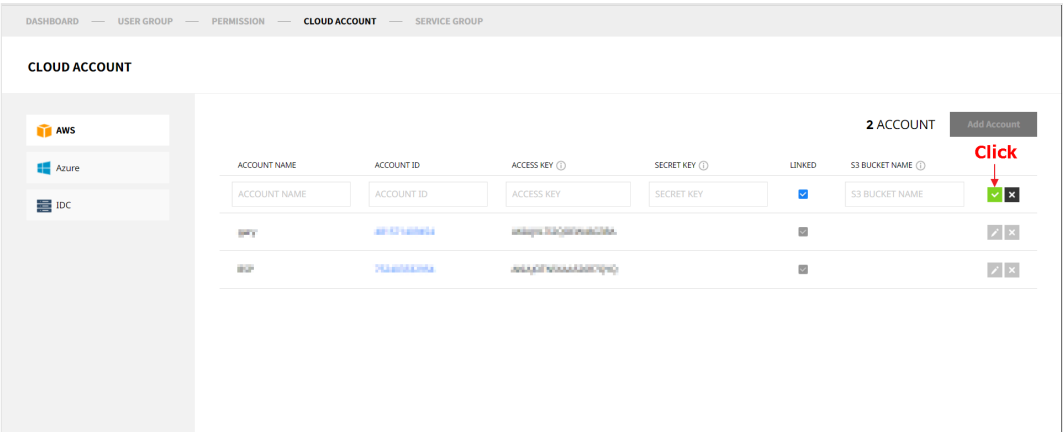 DASHBOARD — USER GROUP — PERMISSION — CLOUD ACCOUNT — SERVICE GROUP
CLOUD ACCOUNT
AWS
Azure
IDC
2 ACCOUNT Add Account
Click
ACCOUNT NAME ACCOUNT ID ACCESS KEY SECRET KEY LINKED S3 BUCKET NAME
ACCOUNT NAME ACCOUNT ID ACCESS KEY SECRET KEY S3 BUCKET NAME